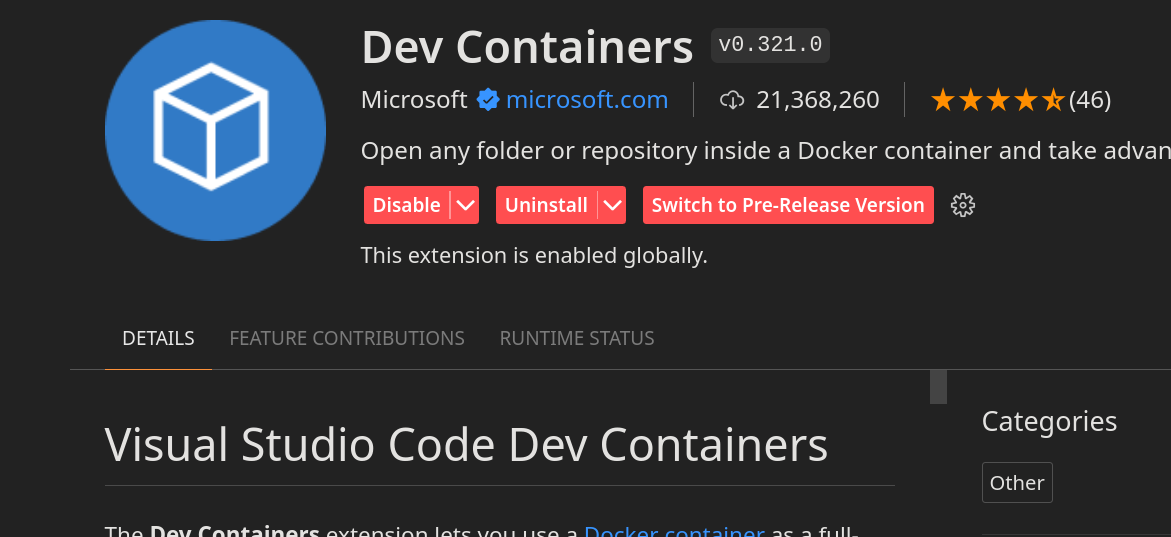 Dev Containers v0.321.0
Microsoft microsoft.com 21,368,260 (46)
Open any folder or repository inside a Docker container and take advan
Disable Uninstall Switch to Pre-Release Version
This extension is enabled globally.
DETAILS FEATURE CONTRIBUTIONS RUNTIME STATUS
Visual Studio Code Dev Containers
Categories
Other
The Dev Containers extension lets you use a Docker container as a full-